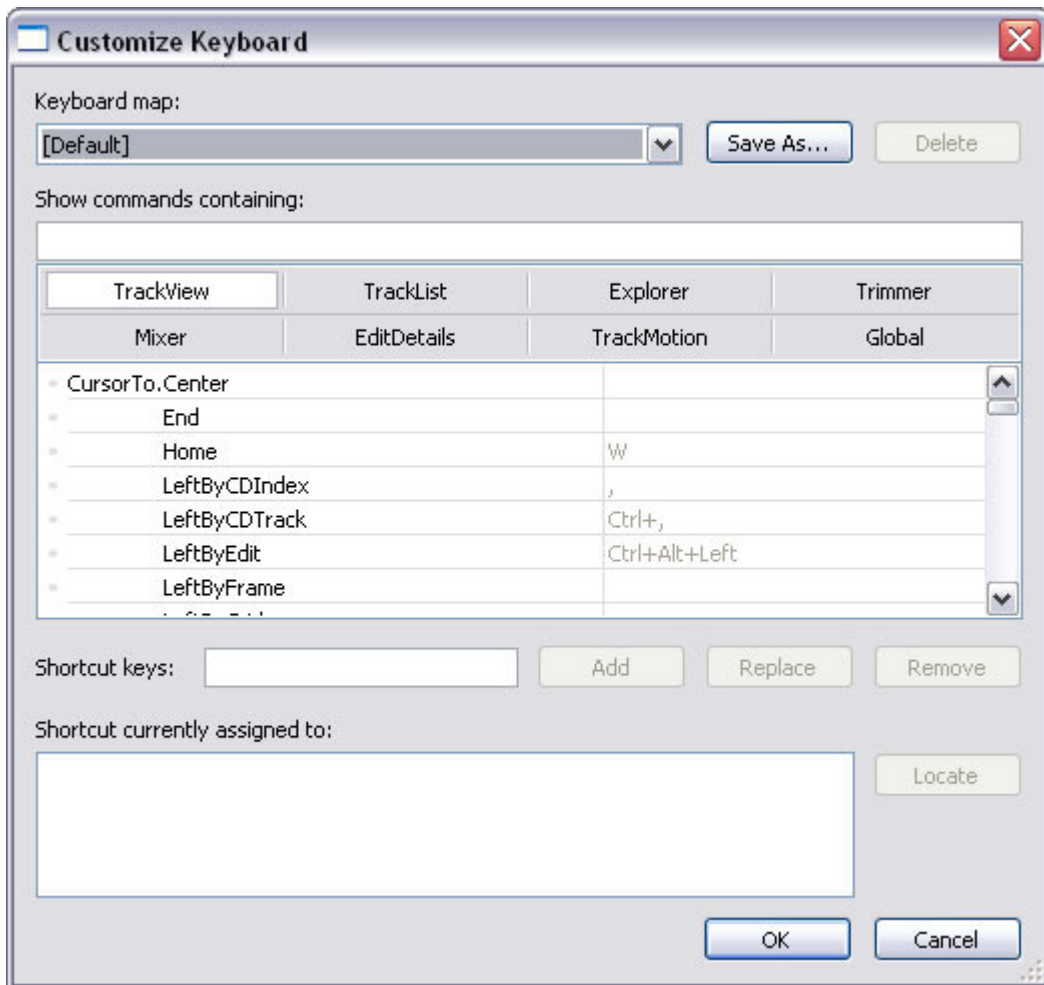 Customize Keyboard
Keyboard map:
[Default] Save As... Delete
Show commands containing:
TrackView TrackList Explorer Trimmer
Mixer EditDetails TrackMotion Global
CursorTo.Center
End
Home W
LeftByCDIndex ,
LeftByCDTrack Ctrl+,
LeftByEdit Ctrl+Alt+Left
LeftByFrame
Shortcut keys: Add Replace Remove
Shortcut currently assigned to:
Locate
OK Cancel